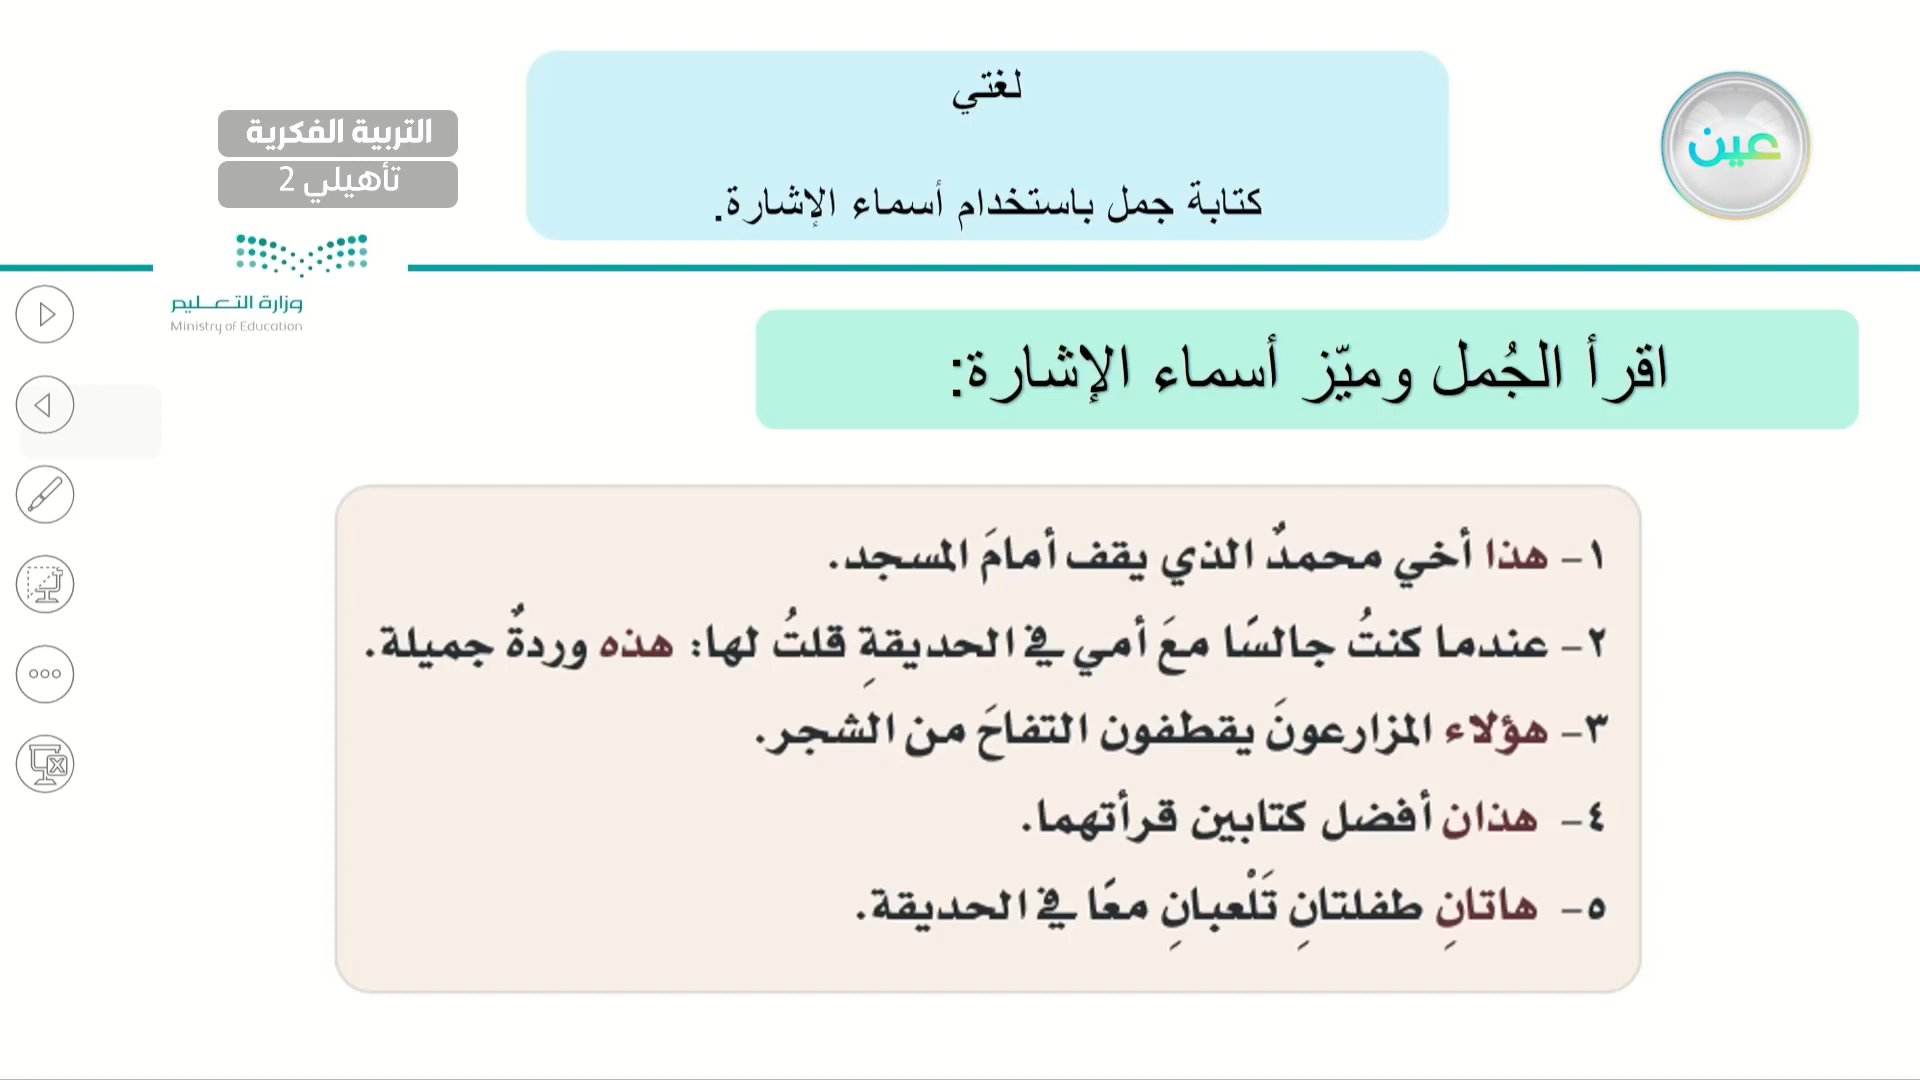 لغتي
كتابة جمل باستخدام أسماء الإشارة.
عين
التربية الفكرية
تأهيلي 2
وزارة التعليم
Ministry of Education
اقرأ الجُمل وميّز أسماء الإشارة:
١- هذا أخي محمدٌ الذي يقف أمامَ المسجد.
٢- عندما كنتُ جالسًا معَ أمي في الحديقةِ قلتُ لها: هذه وردةٌ جميلة.
٣- هؤلاء المزارعونَ يقطفون التفاحَ من الشجر.
٤- هذان أفضل كتابين قرأتهما.
٥- هاتانِ طفلتانِ تَلْعبانِ معًا في الحديقة.